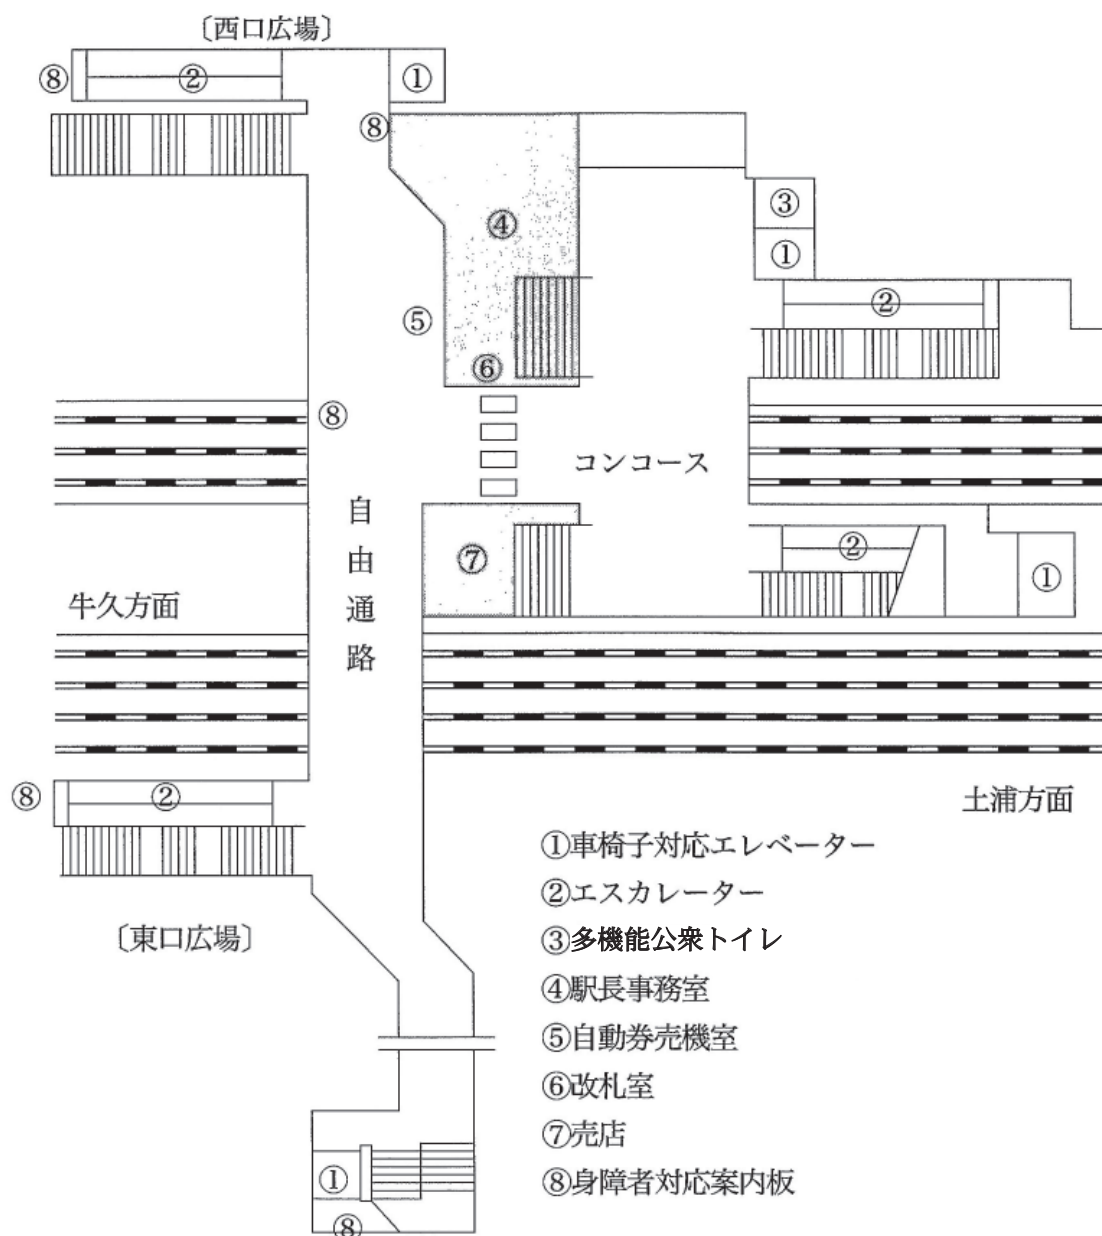 〔西口広場〕
⑧
②
①
⑧
④
③
①
⑤
②
⑥
⑧
コンコース
自由通路
⑦
②
①
牛久方面
⑧
②
土浦方面
〔東口広場〕
①車椅子対応エレベーター
②エスカレーター
③多機能公衆トイレ
④駅長事務室
⑤自動券売機室
⑥改札室
⑦売店
⑧身障者対応案内板
①
⑧